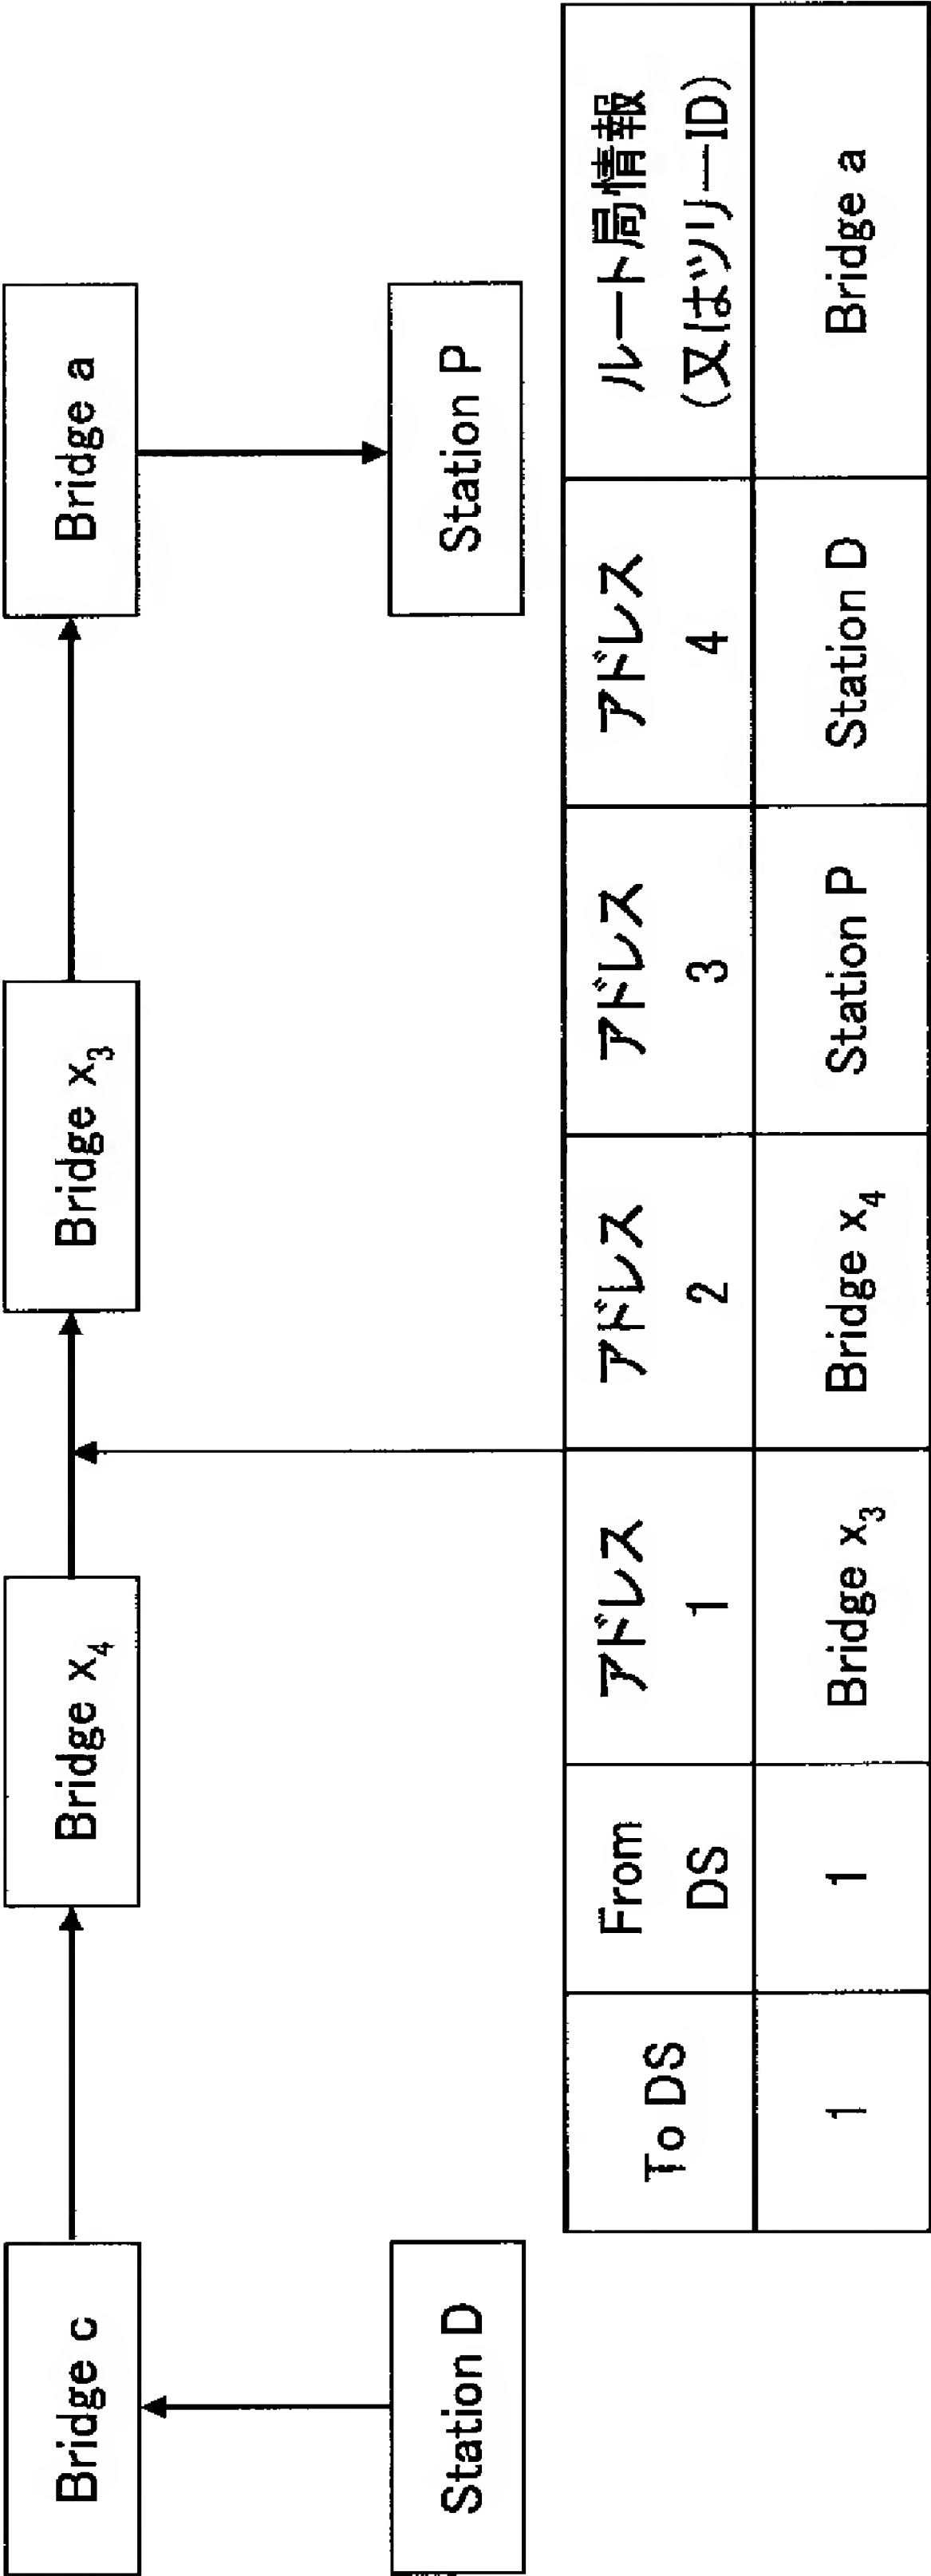 Bridge c
Bridge x₄
Bridge x₃
Bridge a
Station D
Station P
To DS
From
DS
アドレス
1
アドレス
2
アドレス
3
アドレス
4
ルート局情報
(又はツリーID)
1
1
Bridge x₃
Bridge x₄
Station P
Station D
Bridge a